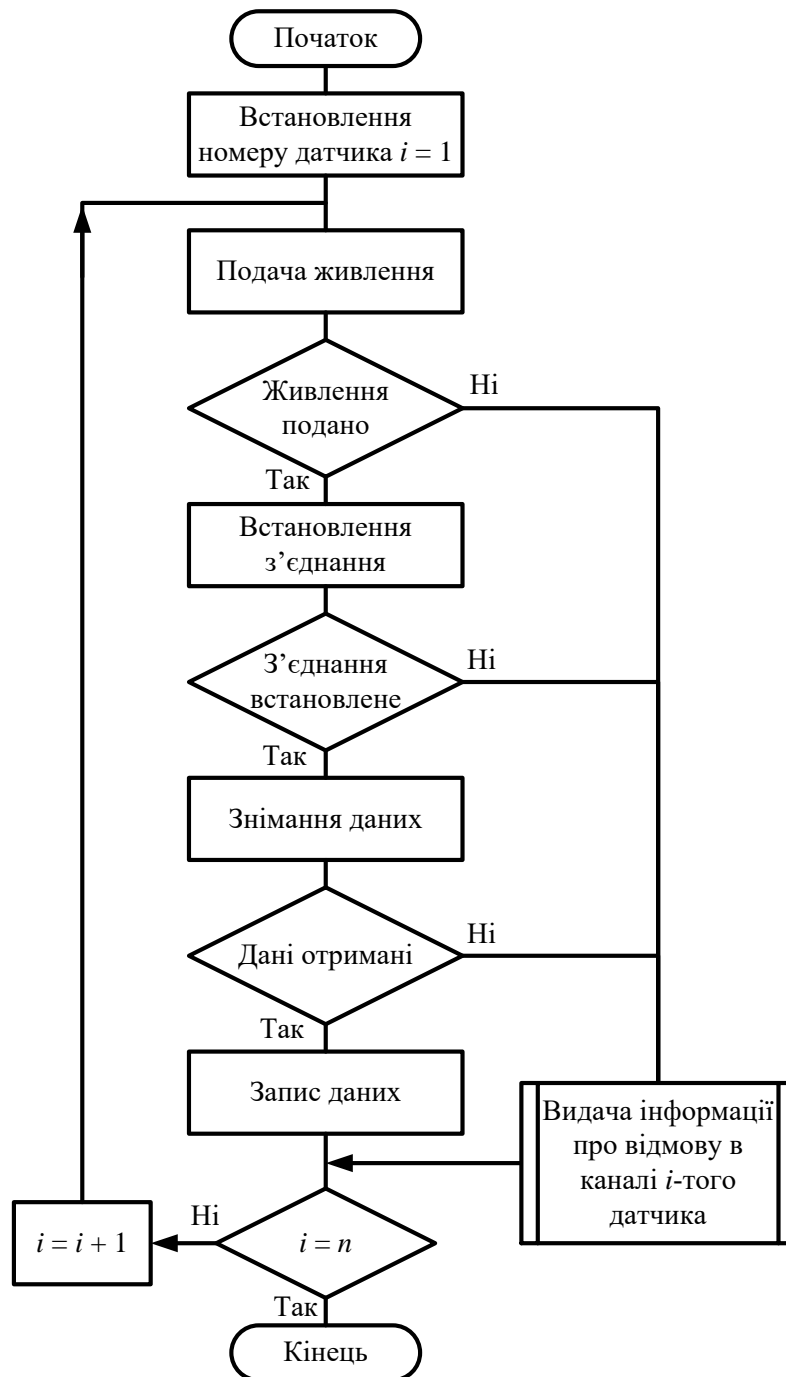 Початок
Встановлення
номеру датчика i = 1
Подача живлення
Живлення
подано
Ні
Так
Встановлення
з’єднання
З’єднання
встановлене
Ні
Так
Знімання даних
Дані отримані
Ні
Так
Запис даних
Видача інформації
про відмову в
каналі i-того
датчика
i = n
Ні
i = i + 1
Так
Кінець